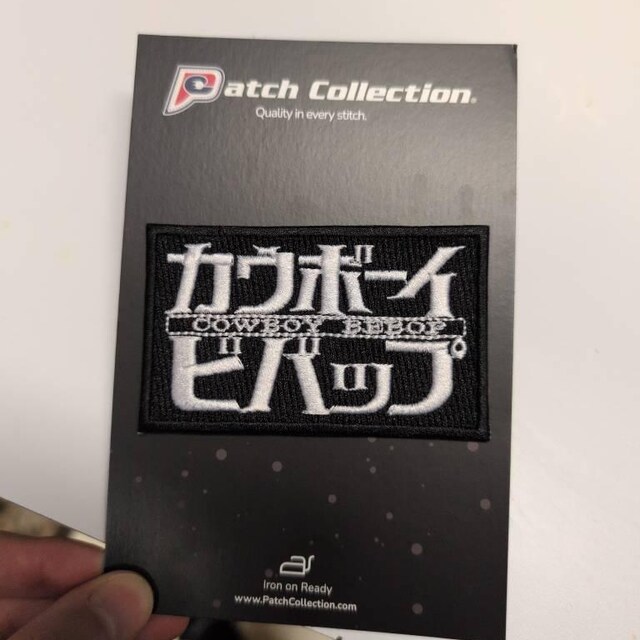 Patch Collection®
Quality in every stitch.
カウボーイ
COWBOY BEBOP
ビバップ
Iron on Ready
www.PatchCollection.com